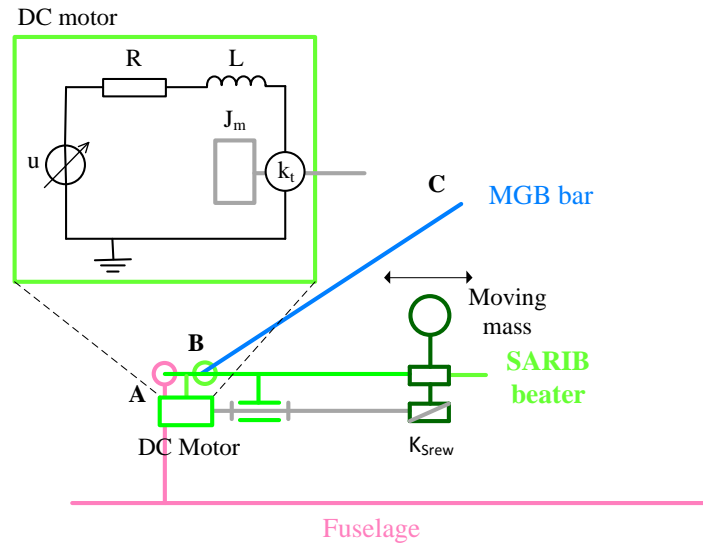 DC motor
R
L
J_m
u
k_t
C
MGB bar
Moving
mass
B
SARIB
beater
A
DC Motor
K_Srew
Fuselage